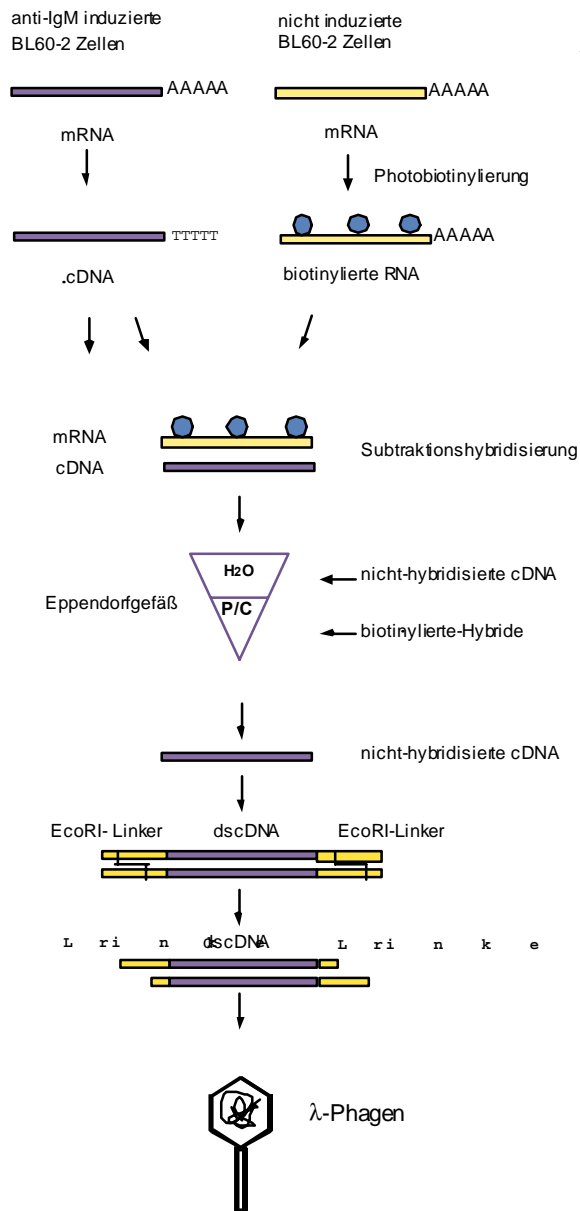 anti-IgM induzierte
BL60-2 Zellen
nicht induzierte
BL60-2 Zellen
AAAAA
AAAAA
mRNA
mRNA
Photobiotinylierung
TTTTT
AAAAA
.cDNA
biotinylierte RNA
mRNA
cDNA
Subtraktionshybridisierung
H2O
P/C
Eppendorfgefäß
nicht-hybridisierte cDNA
biotinylierte-Hybride
nicht-hybridisierte cDNA
EcoRI- Linker dscDNA EcoRI-Linker
L ri n k e dscDNA L ri n k e
λ-Phagen